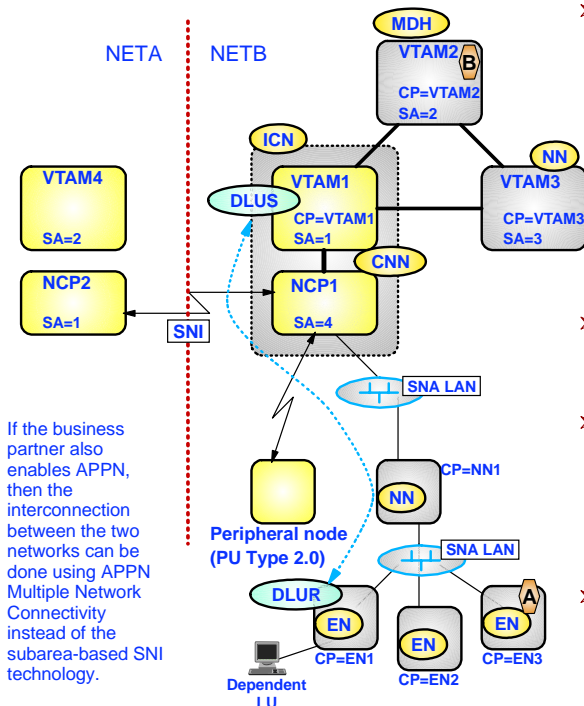 MDH
NETA
NETB
VTAM2
B
CP=VTAM2
SA=2
ICN
NN
VTAM4
SA=2
VTAM1
DLUS
CP=VTAM1
SA=1
VTAM3
CP=VTAM3
SA=3
CNN
NCP2
SA=1
NCP1
SA=4
SNI
SNA LAN
If the business
partner also
enables APPN,
then the
interconnection
between the two
networks can be
done using APPN
Multiple Network
Connectivity
instead of the
subarea-based SNI
technology.
CP=NN1
NN
Peripheral node
(PU Type 2.0)
SNA LAN
DLUR
A
EN
EN
EN
CP=EN1
CP=EN2
CP=EN3
Dependent
LU